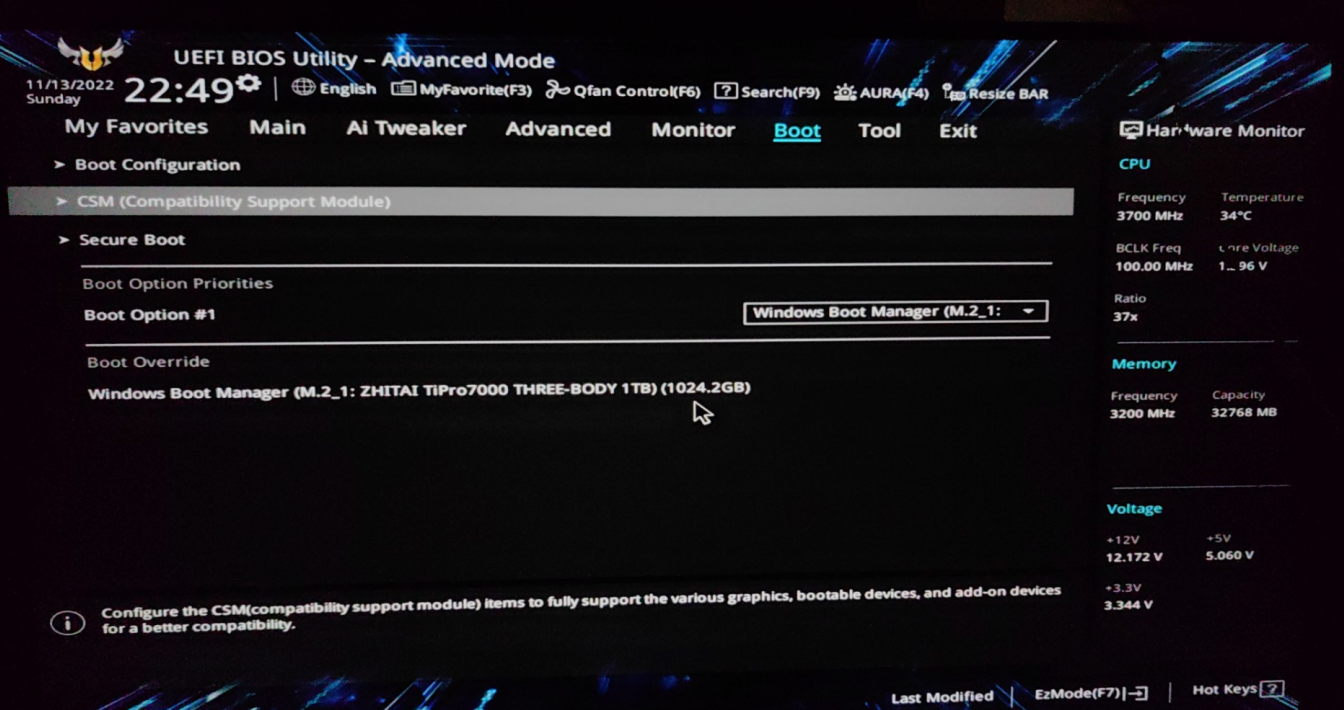 UEFI BIOS Utility – Advanced Mode
11/13/2022
Sunday
22:49
English MyFavorite(F3) Qfan Control(F6) ? Search(F9) AURA(F4) Resize BAR
My Favorites Main Ai Tweaker Advanced Monitor Boot Tool Exit
Boot Configuration
CSM (Compatibility Support Module)
Secure Boot
Boot Option Priorities
Boot Option #1 Windows Boot Manager (M.2_1:
Boot Override
Windows Boot Manager (M.2_1: ZHITAI TiPro7000 THREE-BODY 1TB) (1024.2GB)
Hardware Monitor
CPU
Frequency Temperature
3700 MHz 34°C
BCLK Freq Voltage
100.00 MHz
Ratio
37x
Memory
Frequency Capacity
3200 MHz 32768 MB
Voltage
+12V +5V
12.172 V 5.060 V
+3.3V
3.344 V
i Configure the CSM(compatibility support module) items to fully support the various graphics, bootable devices, and add-on devices
for a better compatibility.
Last Modified | EzMode(F7) | Hot Keys ?